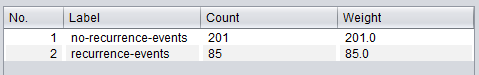 No. Label Count Weight
1 no-recurrence-events 201 201.0
2 recurrence-events 85 85.0